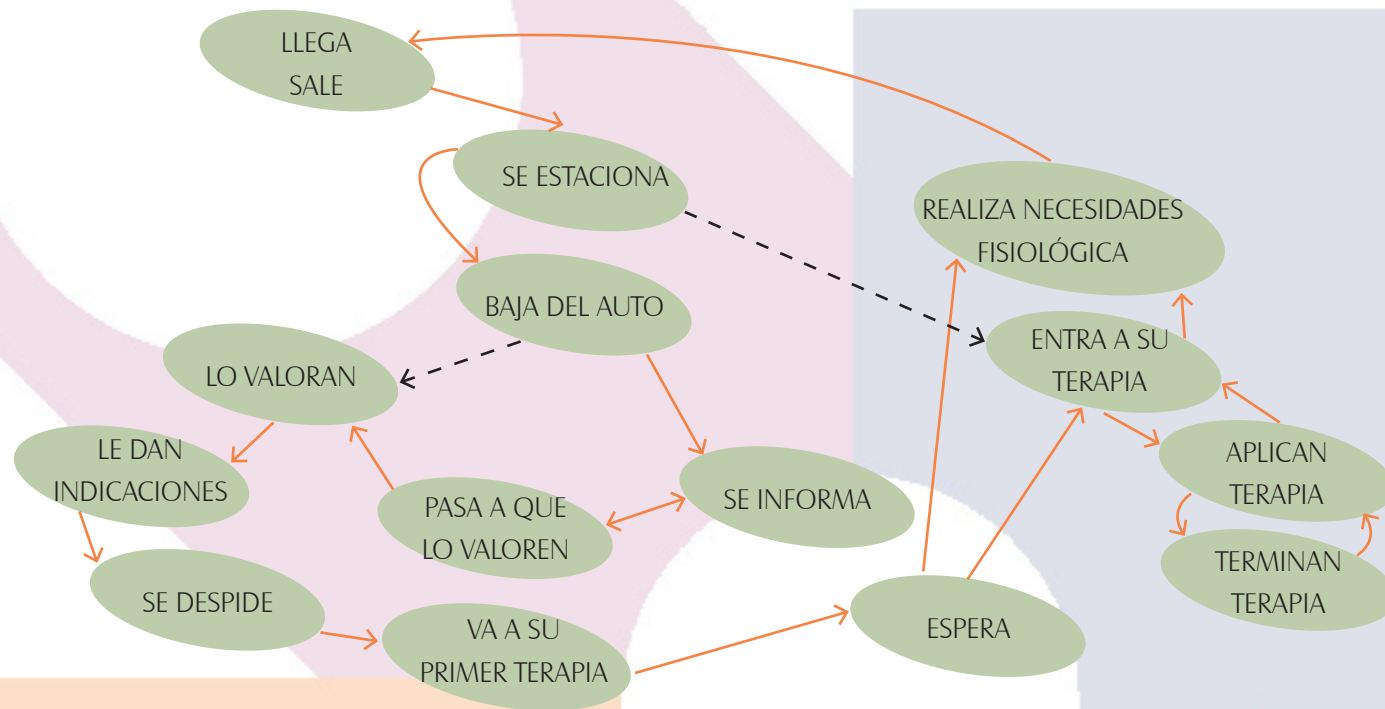 LLEGA
SALE
SE ESTACIONA
REALIZA NECESIDADES
FISIOLÓGICA
BAJA DEL AUTO
ENTRA A SU
TERAPIA
LO VALORAN
LE DAN
INDICACIONES
PASA A QUE
LO VALOREN
SE INFORMA
APLICAN
TERAPIA
TERMINAN
TERAPIA
SE DESPIDE
VA A SU
PRIMER TERAPIA
ESPERA